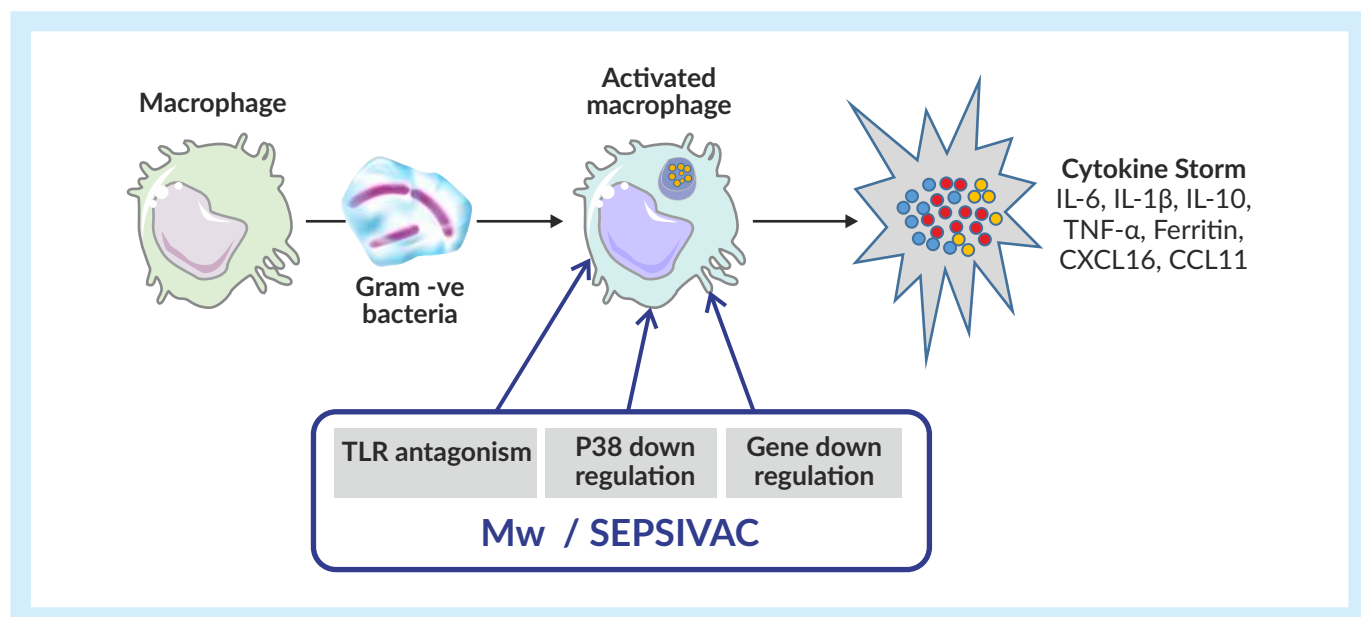 Macrophage
Gram -ve
bacteria
Activated
macrophage
Cytokine Storm
IL-6, IL-1β, IL-10,
TNF-α, Ferritin,
CXCL16, CCL11
TLR antagonism
P38 down
regulation
Gene down
regulation
Mw / SEPSIVAC